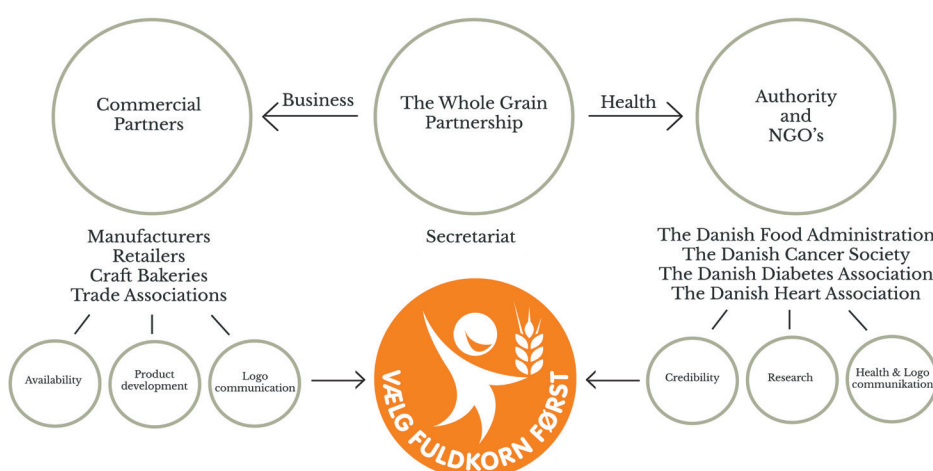 Commercial
Partners
Business
The Whole Grain
Partnership
Health
Authority
and
NGO's
Manufacturers
Retailers
Craft Bakeries
Trade Associations
Secretariat
The Danish Food Administration
The Danish Cancer Society
The Danish Diabetes Association
The Danish Heart Association
Availability
Product
development
Logo
communication
VÆLG FULDKORN FØRST
Credibility
Research
Health & Logo
communikation